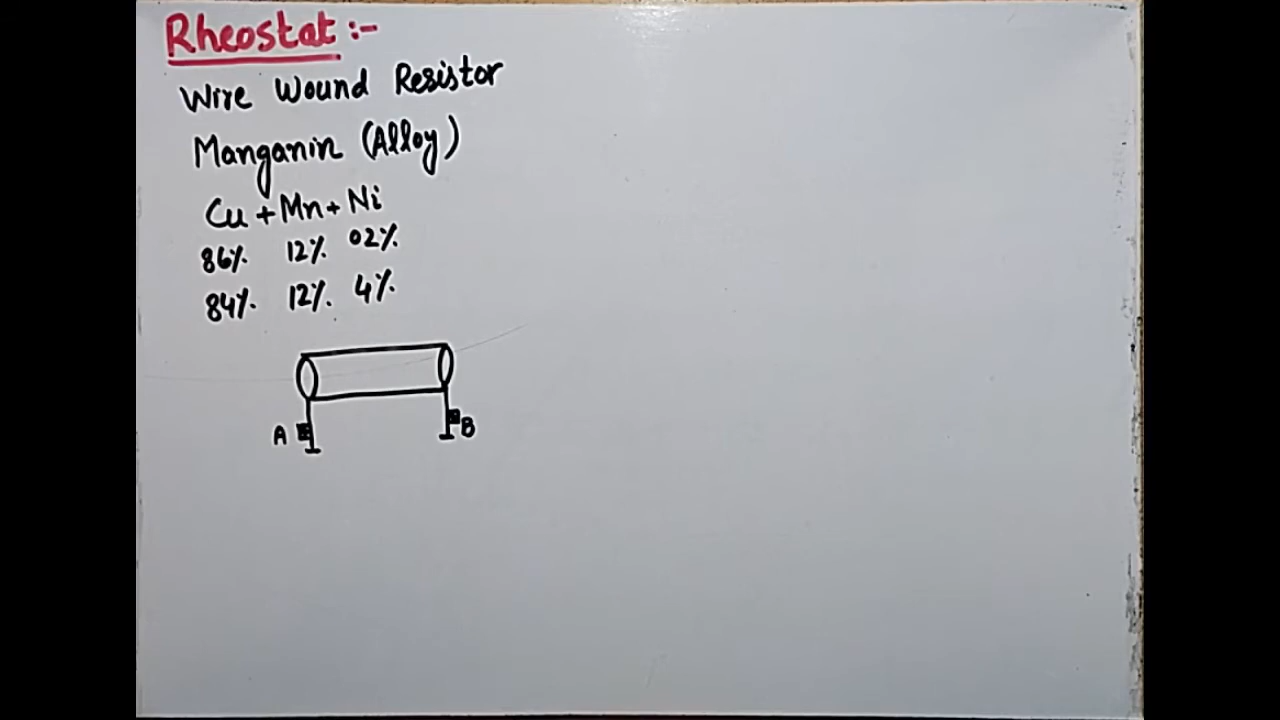 Rheostat :-
Wire Wound Resistor
Manganin (Alloy)
Cu + Mn + Ni
86% 12% 02%
84% 12% 4%
A B